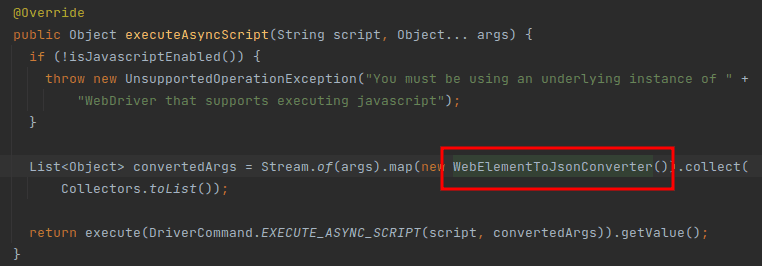 @Override
public Object executeAsyncScript(String script, Object... args) {
if (!isJavascriptEnabled()) {
throw new UnsupportedOperationException("You must be using an underlying instance of " +
"WebDriver that supports executing javascript");
}
List<Object> convertedArgs = Stream.of(args).map(new WebElementToJsonConverter()).collect(
Collectors.toList());
return execute(DriverCommand.EXECUTE_ASYNC_SCRIPT(script, convertedArgs)).getValue();
}